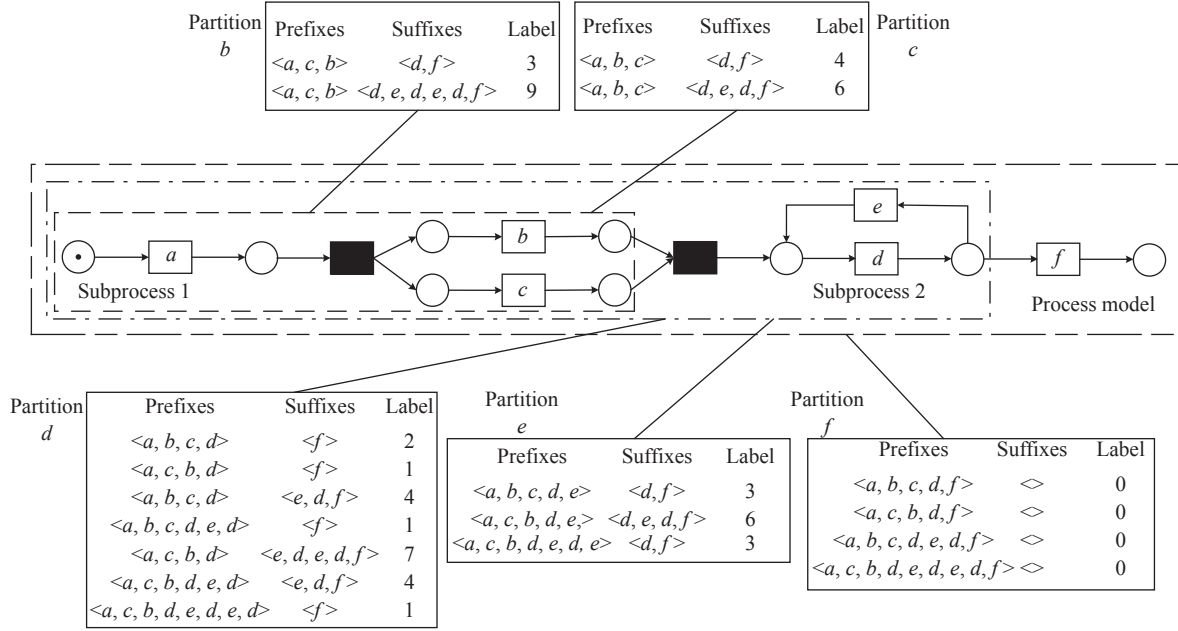 Partition
b
Prefixes Suffixes Label
<a, c, b> <d, f> 3
<a, c, b> <d, e, d, e, d, f> 9
Prefixes Suffixes Label
<a, b, c> <d, f> 4
<a, b, c> <d, e, d, f> 6
Partition
c
a
b
c
d
e
f
Subprocess 1
Subprocess 2
Process model
Partition
d
Prefixes Suffixes Label
<a, b, c, d> <f> 2
<a, c, b, d> <f> 1
<a, b, c, d> <e, d, f> 4
<a, b, c, d, e, d> <f> 1
<a, c, b, d> <e, d, e, d, f> 7
<a, c, b, d, e, d> <e, d, f> 4
<a, c, b, d, e, d, e, d> <f> 1
Partition
e
Prefixes Suffixes Label
<a, b, c, d, e> <d, f> 3
<a, c, b, d, e,> <d, e, d, f> 6
<a, c, b, d, e, d, e> <d, f> 3
Partition
f
Prefixes Suffixes Label
<a, b, c, d, f> <> 0
<a, c, b, d, f> <> 0
<a, b, c, d, e, d, f> <> 0
<a, c, b, d, e, d, e, d, f> <> 0